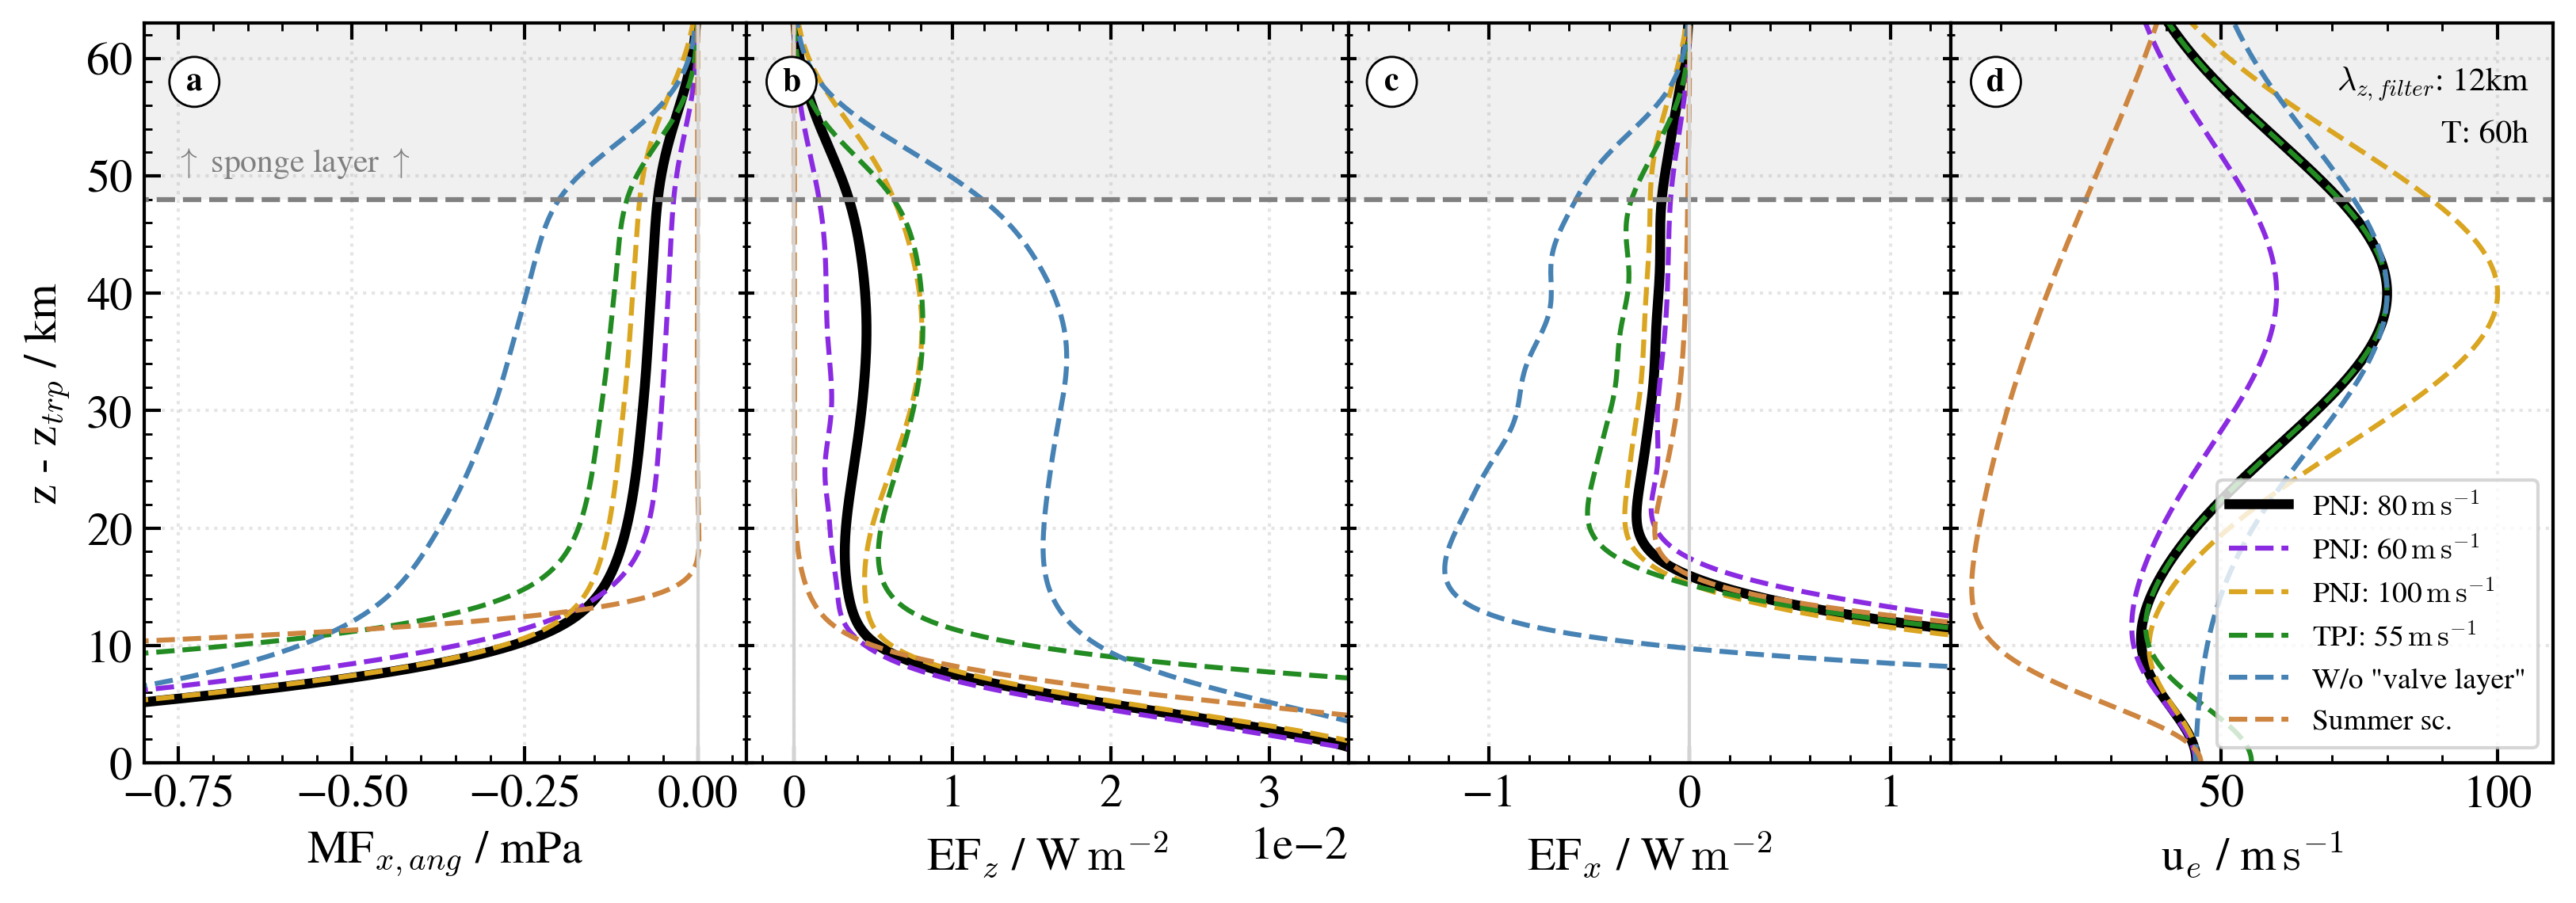 a
b
c
d
λz, filter: 12km
T: 60h
↑ sponge layer ↑
z - ztrp / km
60
50
40
30
20
10
0
PNJ: 80 m s⁻¹
PNJ: 60 m s⁻¹
PNJ: 100 m s⁻¹
TPJ: 55 m s⁻¹
W/o "valve layer"
Summer sc.
−0.75 −0.50 −0.25 0.00
0 1 2 3
−1 0 1
50 100
1e−2
MFx, ang / mPa
EFz / W m⁻²
EFx / W m⁻²
ue / m s⁻¹